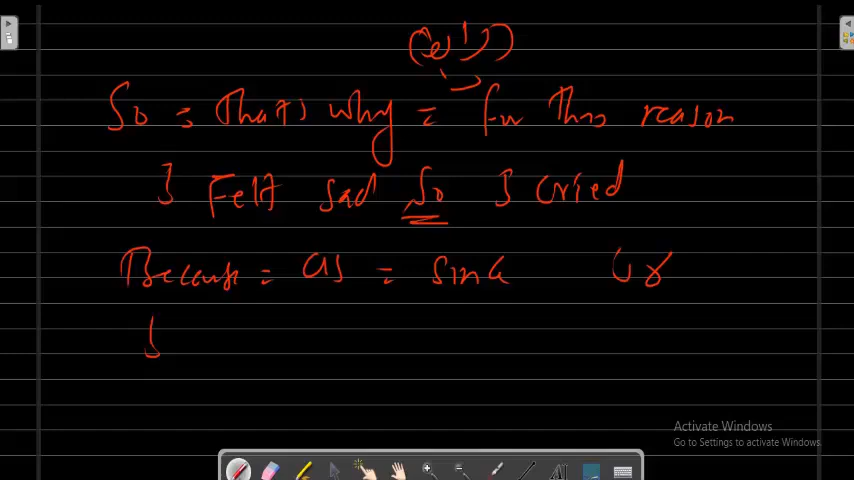 So = That's why = for this reason
I Felt sad So I cried
Because = as = since
I
Activate Windows
Go to Settings to activate Windows.